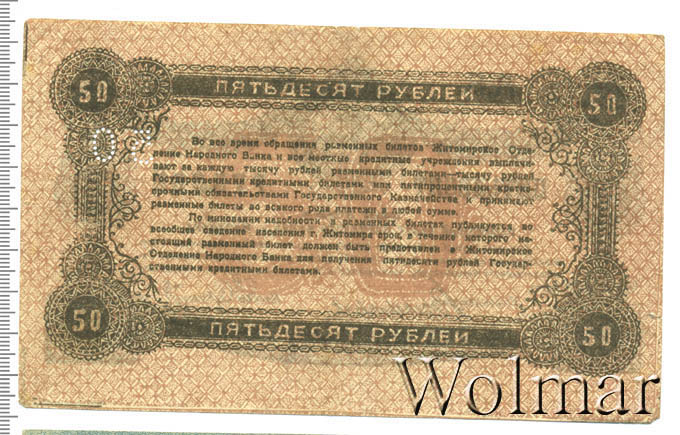 50 ПЯТЬДЕСЯТ РУБЛЕЙ 50
Во все время обращения разменных билетов Житомирское Отде-
ление Народного Банка и все местные кредитные учреждения выплачи-
вают за каждую тысячу рублей разменными билетами—тысячу рублей
Государственными кредитными билетами или пятипроцентными кратко-
срочными обязательствами Государственного Казначейства и принимают
разменные билеты во всякого рода платежи в любой сумме.
По миновании надобности в разменных билетах публикуется во
всеобщее сведение населения г. Житомира срок, в течение которого на-
стоящий разменный билет должен быть представлен в Житомирское
Отделение Народного Банка для получения пятидесяти рублей Государ-
ственными кредитными билетами.
50 ПЯТЬДЕСЯТ РУБЛЕЙ 50
Wolmar